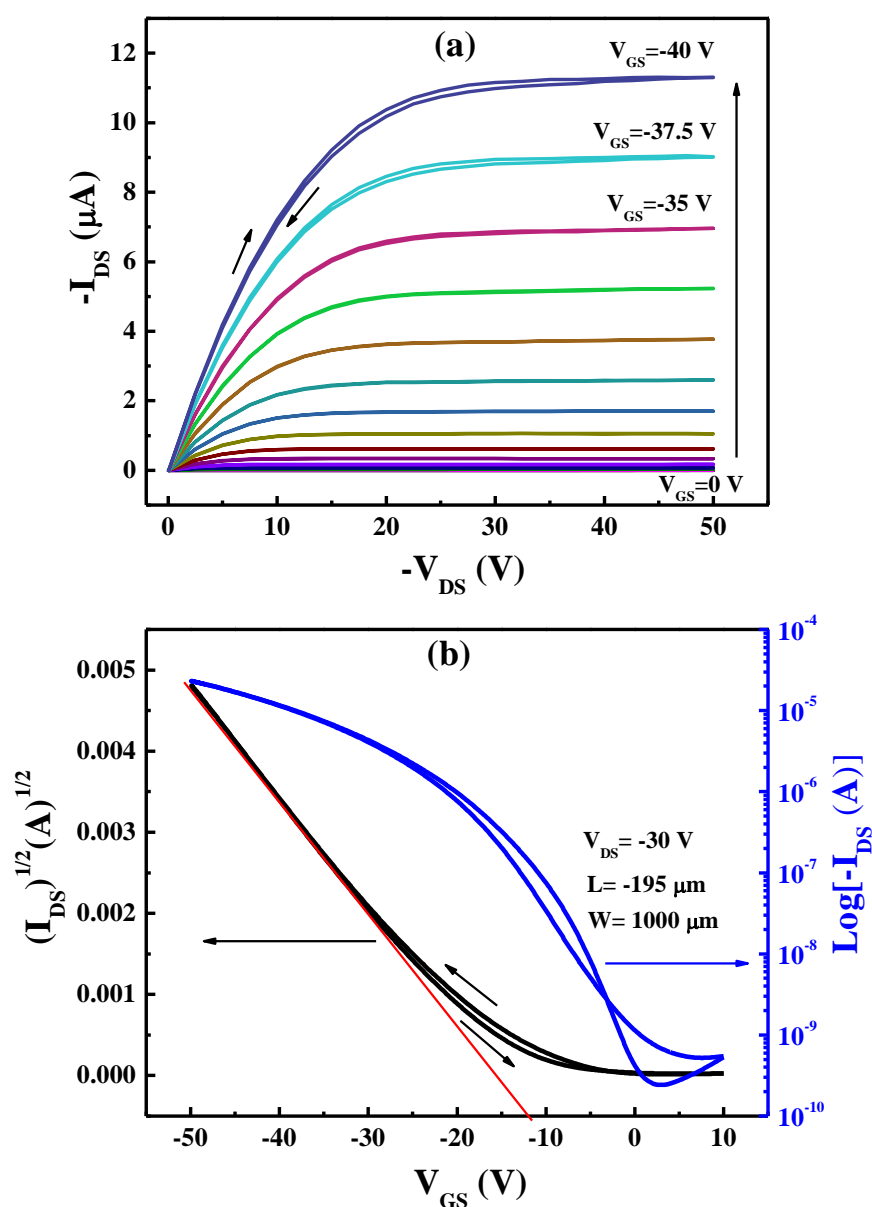 (a)
V_GS=-40 V
V_GS=-37.5 V
V_GS=-35 V
V_GS=0 V
12
10
8
6
4
2
0
-I_DS (μA)
0 10 20 30 40 50
-V_DS (V)
(b)
0.005
0.004
0.003
0.002
0.001
0.000
(I_DS)^1/2(A)^1/2
V_DS= -30 V
L= -195 μm
W= 1000 μm
10^-4
10^-5
10^-6
10^-7
10^-8
10^-9
10^-10
Log[-I_DS (A)]
-50 -40 -30 -20 -10 0 10
V_GS (V)